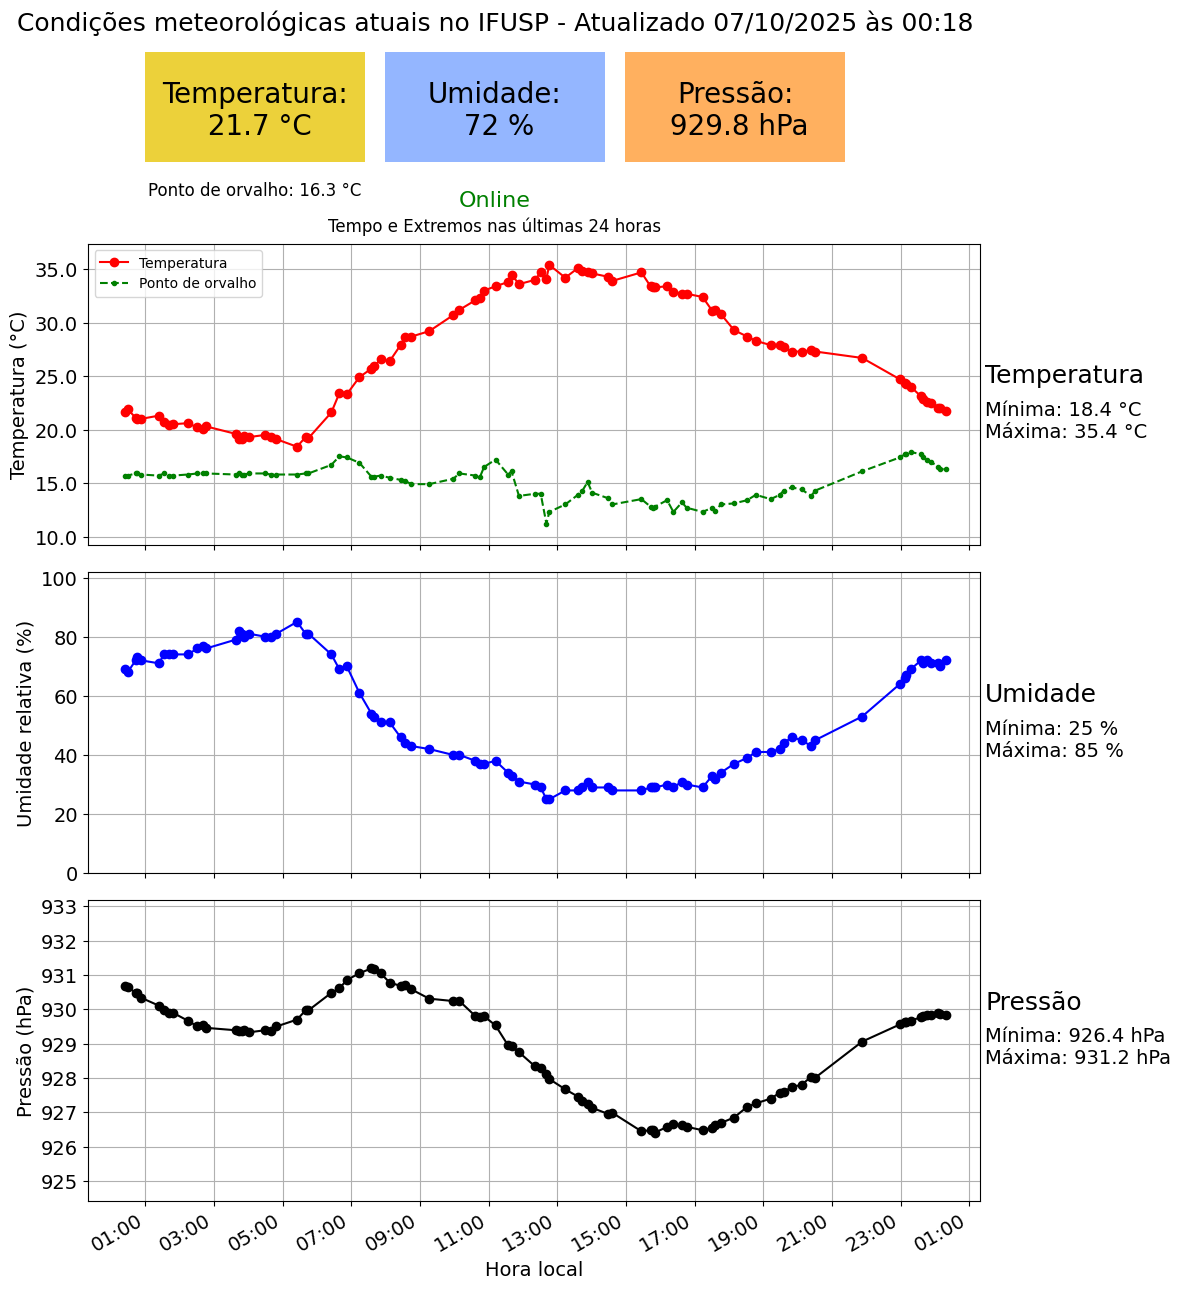 Condições meteorológicas atuais no IFUSP - Atualizado 07/10/2025 às 00:18
Temperatura:
21.7 °C
Umidade:
72 %
Pressão:
929.8 hPa
Ponto de orvalho: 16.3 °C
Online
Tempo e Extremos nas últimas 24 horas
Temperatura
Ponto de orvalho
Temperatura (°C)
35.0
30.0
25.0
20.0
15.0
10.0
Temperatura
Mínima: 18.4 °C
Máxima: 35.4 °C
Umidade relativa (%)
100
80
60
40
20
0
Umidade
Mínima: 25 %
Máxima: 85 %
Pressão (hPa)
933
932
931
930
929
928
927
926
925
Pressão
Mínima: 926.4 hPa
Máxima: 931.2 hPa
01:00 03:00 05:00 07:00 09:00 11:00 13:00 15:00 17:00 19:00 21:00 23:00 01:00
Hora local